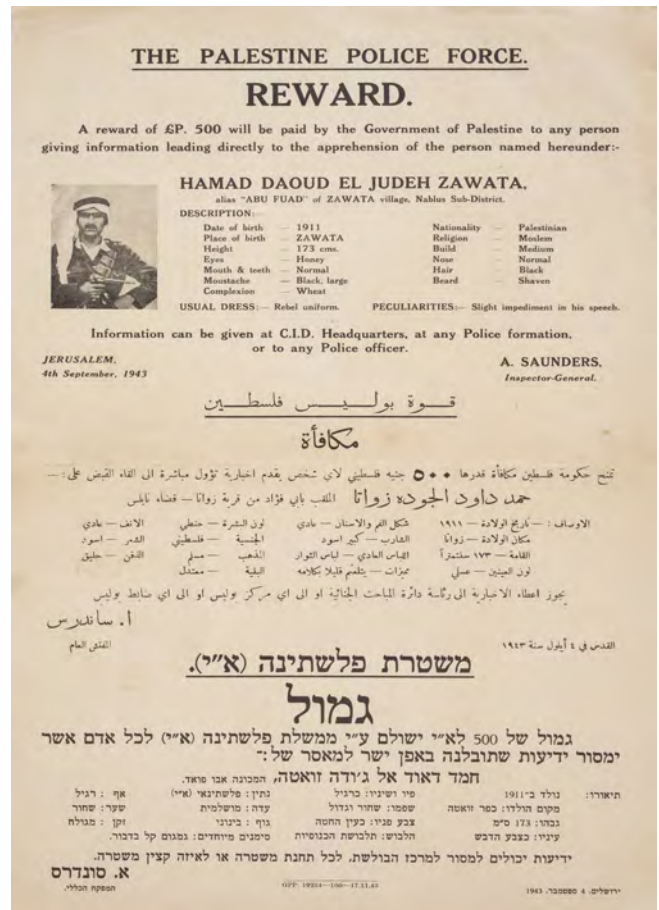 THE PALESTINE POLICE FORCE.
REWARD.
A reward of £P. 500 will be paid by the Government of Palestine to any person
giving information leading directly to the apprehension of the person named hereunder:-
HAMAD DAOUD EL JUDEH ZAWATA,
alias "ABU FUAD" of ZAWATA village, Nablus Sub-District.
DESCRIPTION:—
Date of birth — 1911 Nationality — Palestinian
Place of birth — ZAWATA Religion — Moslem
Height — 173 cms. Build — Medium
Eyes — Honey Nose — Normal
Mouth & teeth — Normal Hair — Black
Moustache — Black, large Beard — Shaven
Complexion — Wheat
USUAL DRESS:— Rebel uniform. PECULIARITIES:— Slight impediment in his speech.
Information can be given at C.I.D. Headquarters, at any Police formation,
or to any Police officer.
JERUSALEM,
4th September, 1943
A. SAUNDERS,
Inspector-General.
قوة بوليس فلسطين
مكافأة
تمنح حكومة فلسطين مكافأة قدرها ٥٠٠ جنيه فلسطيني لاي شخص يقدم اخبارية تؤول مباشرة الى القاء القبض على :—
حمد داود الجوده زواتا الملقب بابي فؤاد من قرية زواتا — قضاء نابلس
الاوصاف :— تاريخ الولادة — ١٩١١ شكل الفم والاسنان — عادي لون البشرة — حنطي الانف — عادي
مكان الولادة — زواتا الشارب — كبير اسود الجنسية — فلسطيني الشعر — اسود
القامة — ١٧٣ سنتمتراً اللباس العادي — لباس الثوار المذهب — مسلم الذقن — حليق
لون العينين — عسلي مميزات — يتلعثم قليلا بكلامه البنية — معتدل
يجوز اعطاء الاخبارية الى رئاسة دائرة المباحث الجنائية او الى اي مركز بوليس او الى اي ضابط بوليس
ا. ساندرس
القدس في ٤ أيلول سنة ١٩٤٣ المفتش العام
משטרת פלשתינה (א״י).
גמול
גמול של 500 לא״י ישולם ע״י ממשלת פלשתינה (א״י) לכל אדם אשר
ימסור ידיעות שתובלנה באפן ישר למאסר של:־
חמד דאוד אל ג׳ודה זואטה, המכונה אבו פואד.
תיאורו: נולד ב־1911 פיו ושיניו: כרגיל נתין: פלשתינאי (א״י) אף : רגיל
מקום הולדו: כפר זואטה שפמו: שחור וגדול עדה: מושלמית שער: שחור
גבהו: 173 ס״מ צבע פניו: כעין החטה גוף : בינוני זקן : מגולח
עיניו: כצבע הדבש הלבוש: תלבושת הכנופיות סימנים מיוחדים: גמגום קל בדבור.
ידיעות יכולים למסור למרכז הבולשת, לכל תחנת משטרה או לאיזה קצין משטרה.
א. סונדרס
המפקח הכללי.
ירושלים, 4 ספטמבר, 1943